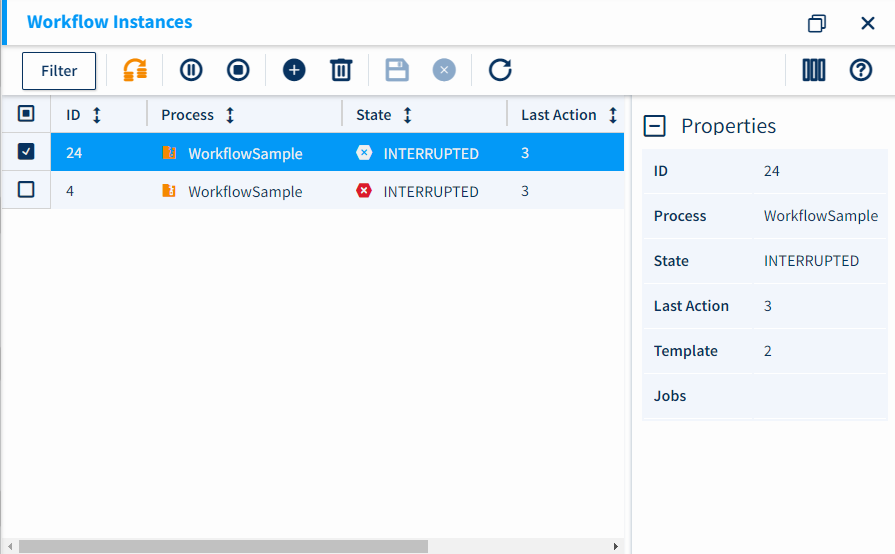 Workflow Instances
Filter
ID Process State Last Action
24 WorkflowSample INTERRUPTED 3
4 WorkflowSample INTERRUPTED 3
Properties
ID 24
Process WorkflowSample
State INTERRUPTED
Last Action 3
Template 2
Jobs